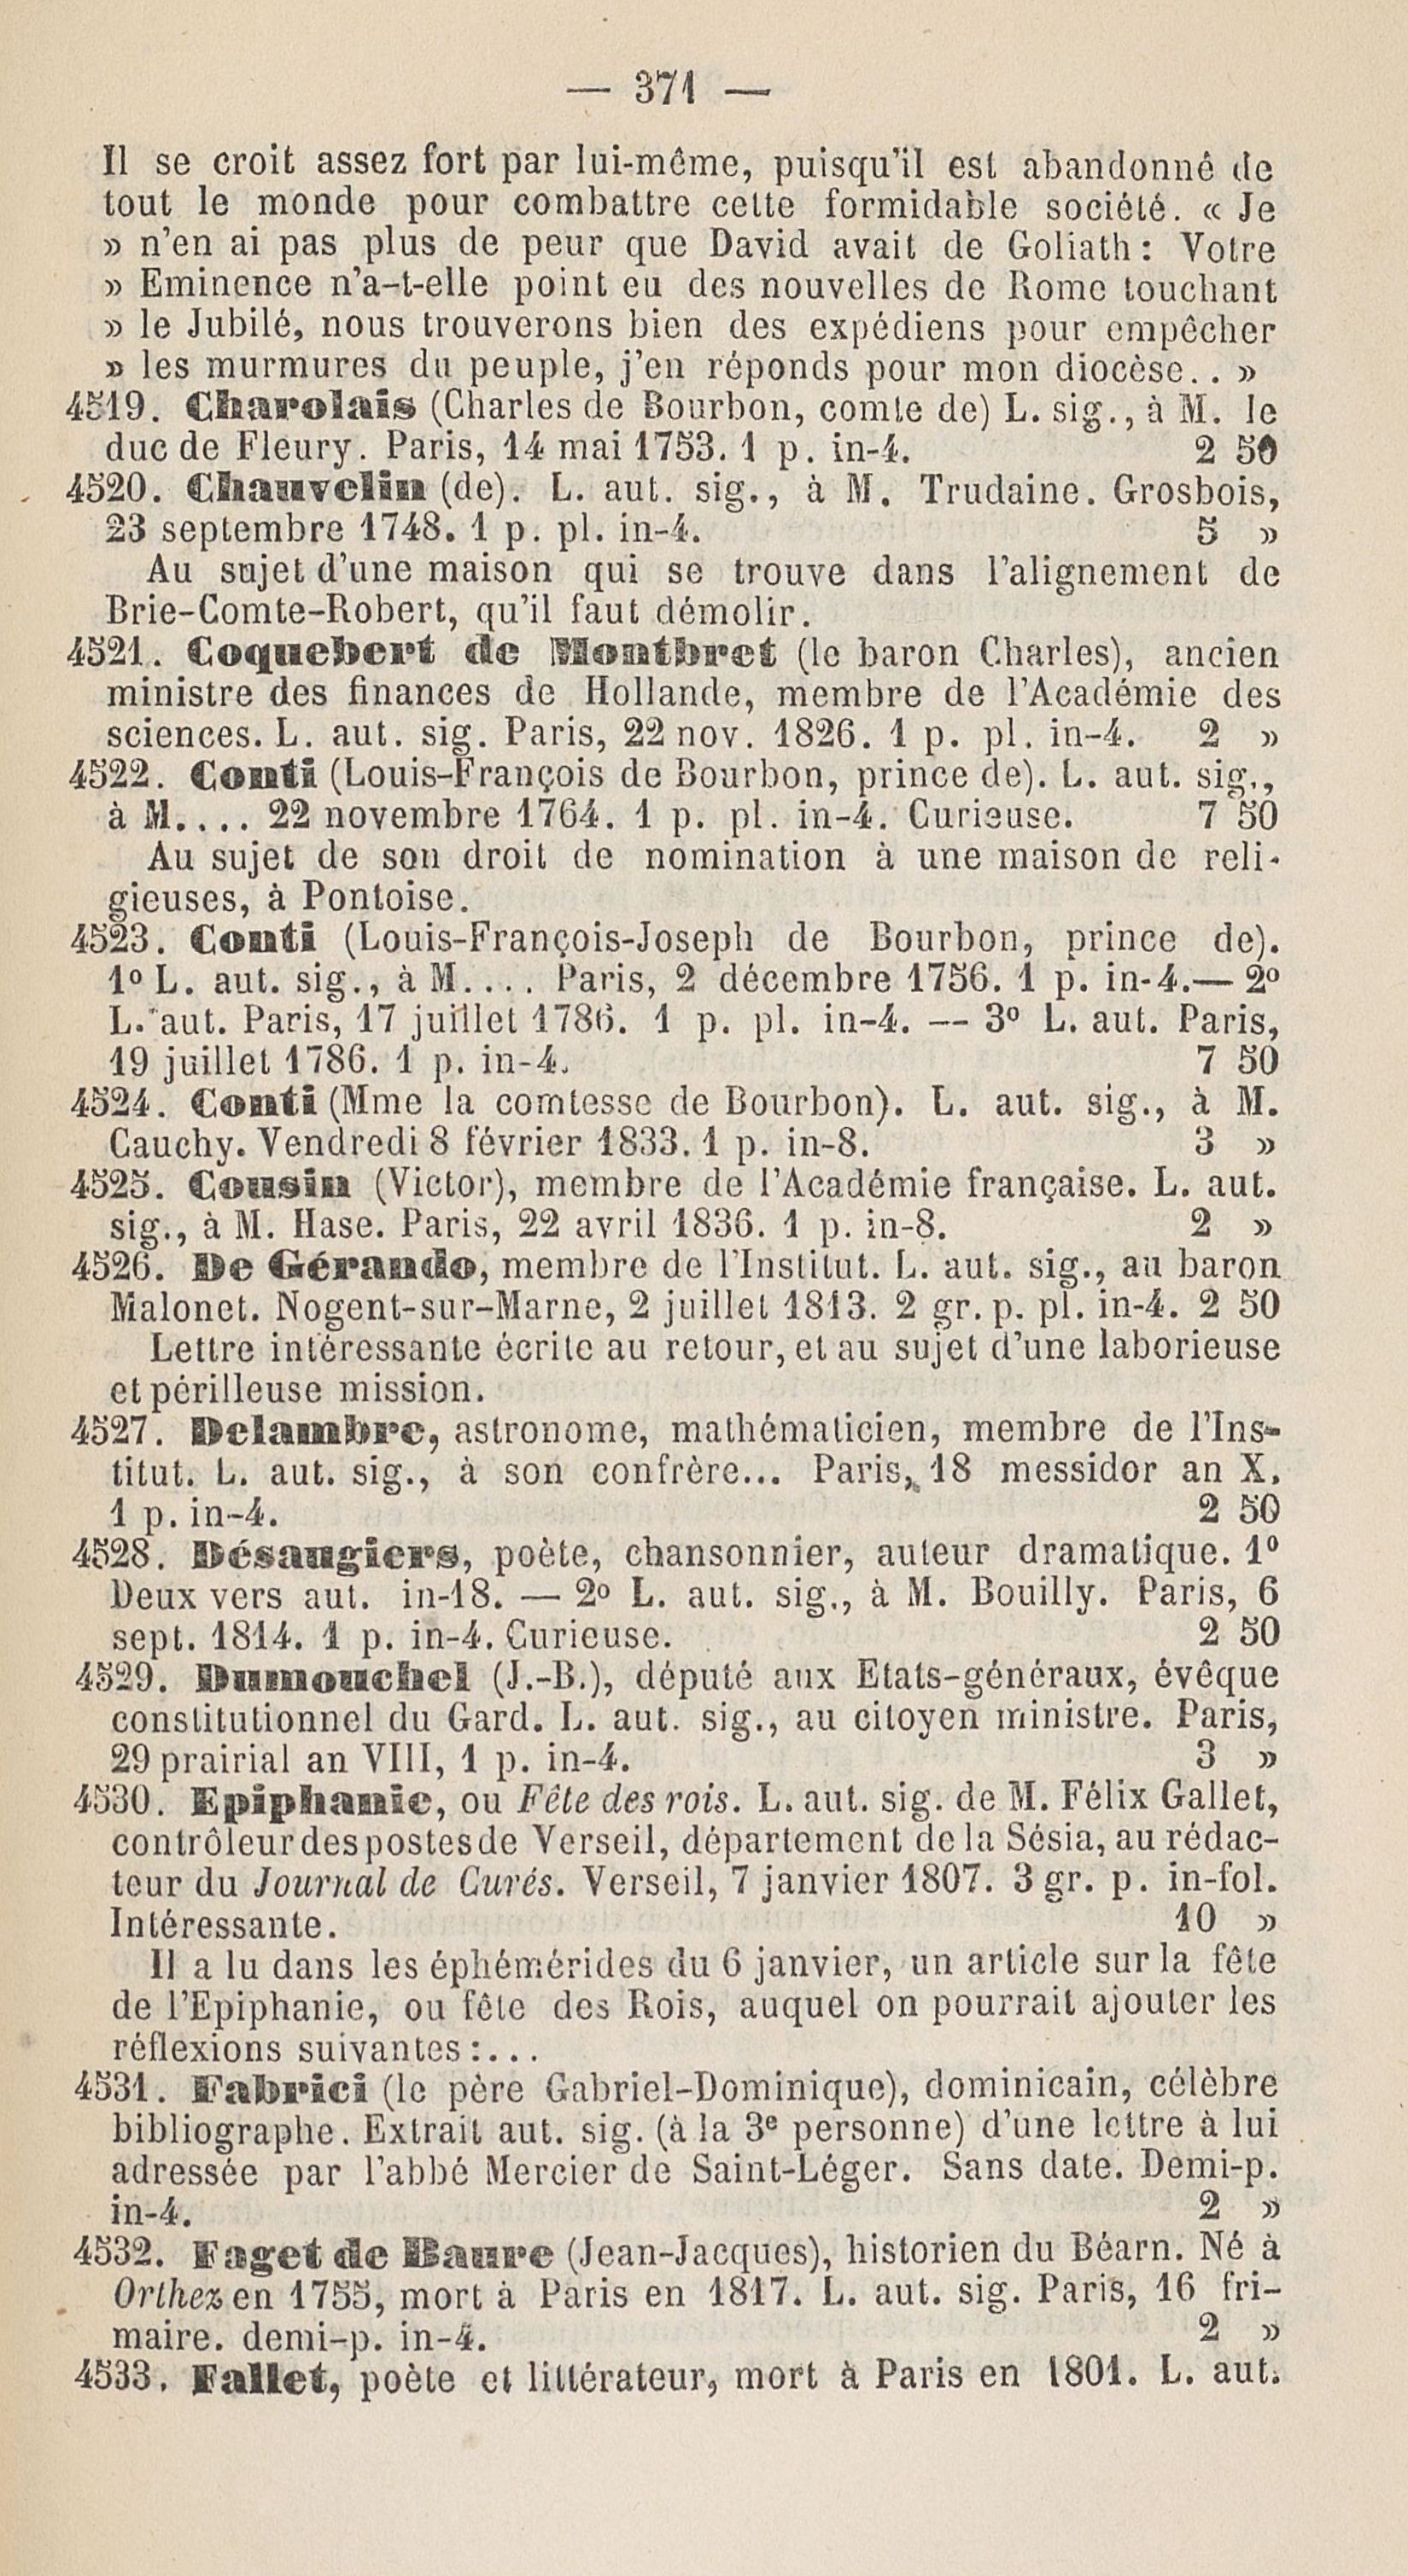 — 371 —
Il se croit assez fort par lui-même, puisqu'il est abandonné de
tout le monde pour combattre cette formidable société. « Je
» n'en ai pas plus de peur que David avait de Goliath : Votre
» Eminence n'a-t-elle point eu des nouvelles de Rome touchant
» le Jubilé, nous trouverons bien des expédiens pour empêcher
» les murmures du peuple, j'en réponds pour mon diocèse.. »
4519. Charolais (Charles de Bourbon, comte de) L. sig., à M. le
duc de Fleury. Paris, 14 mai 1753. 1 p. in-4. 2 50
4520. Chauvelin (de). L. aut. sig., à M. Trudaine. Grosbois,
23 septembre 1748. 1 p. pl. in-4. 5 »
Au sujet d'une maison qui se trouve dans l'alignement de
Brie-Comte-Robert, qu'il faut démolir.
4521. Coquebert de Montbret (le baron Charles), ancien
ministre des finances de Hollande, membre de l'Académie des
sciences. L. aut. sig. Paris, 22 nov. 1826. 1 p. pl. in-4. 2 »
4522. Conti (Louis-François de Bourbon, prince de). L. aut. sig.,
à M.... 22 novembre 1764. 1 p. pl. in-4. Curieuse. 7 50
Au sujet de son droit de nomination à une maison de reli-
gieuses, à Pontoise.
4523. Conti (Louis-François-Joseph de Bourbon, prince de).
1º L. aut. sig., à M.... Paris, 2 décembre 1756. 1 p. in-4.— 2º
L. aut. Paris, 17 juillet 1786. 1 p. pl. in-4. — 3º L. aut. Paris,
19 juillet 1786. 1 p. in-4. 7 50
4524. Conti (Mme la comtesse de Bourbon). L. aut. sig., à M.
Cauchy. Vendredi 8 février 1833. 1 p. in-8. 3 »
4525. Cousin (Victor), membre de l'Académie française. L. aut.
sig., à M. Hase. Paris, 22 avril 1836. 1 p. in-8. 2 »
4526. De Gérando, membre de l'Institut. L. aut. sig., au baron
Malonet. Nogent-sur-Marne, 2 juillet 1813. 2 gr. p. pl. in-4. 2 50
Lettre intéressante écrite au retour, et au sujet d'une laborieuse
et périlleuse mission.
4527. Delambre, astronome, mathématicien, membre de l'Ins-
titut. L. aut. sig., à son confrère... Paris, 18 messidor an X.
1 p. in-4. 2 50
4528. Désaugiers, poète, chansonnier, auteur dramatique. 1º
Deux vers aut. in-18. — 2º L. aut. sig., à M. Bouilly. Paris, 6
sept. 1814. 1 p. in-4. Curieuse. 2 50
4529. Dumouchel (J.-B.), député aux Etats-généraux, évêque
constitutionnel du Gard. L. aut. sig., au citoyen ministre. Paris,
29 prairial an VIII, 1 p. in-4. 3 »
4530. Epiphanie, ou Fête des rois. L. aut. sig. de M. Félix Gallet,
contrôleur des postes de Verseil, département de la Sésia, au rédac-
teur du Journal de Curés. Verseil, 7 janvier 1807. 3 gr. p. in-fol.
Intéressante. 10 »
Il a lu dans les éphémérides du 6 janvier, un article sur la fête
de l'Epiphanie, ou fête des Rois, auquel on pourrait ajouter les
réflexions suivantes :...
4531. Fabrici (le père Gabriel-Dominique), dominicain, célèbre
bibliographe. Extrait aut. sig. (à la 3e personne) d'une lettre à lui
adressée par l'abbé Mercier de Saint-Léger. Sans date. Demi-p.
in-4. 2 »
4532. Faget de Baure (Jean-Jacques), historien du Béarn. Né à
Orthez en 1755, mort à Paris en 1817. L. aut. sig. Paris, 16 fri-
maire. demi-p. in-4. 2 »
4533. Fallet, poète et littérateur, mort à Paris en 1801. L. aut.